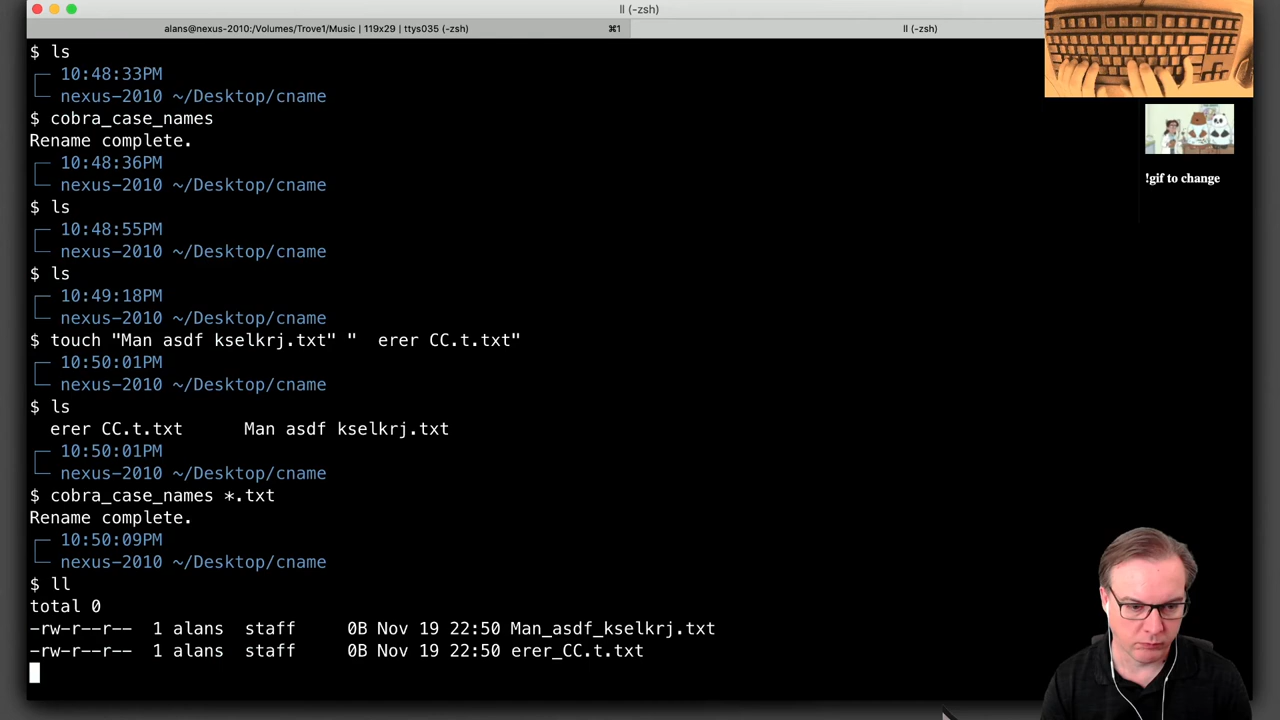 ll (-zsh)
alans@nexus-2010:/Volumes/Trove1/Music | 119x29 | ttys035 (-zsh) ⌘1 ll (-zsh)
$ ls
10:48:33PM
nexus-2010 ~/Desktop/cname
$ cobra_case_names
Rename complete.
10:48:36PM
nexus-2010 ~/Desktop/cname
$ ls
10:48:55PM
nexus-2010 ~/Desktop/cname
$ ls
10:49:18PM
nexus-2010 ~/Desktop/cname
$ touch "Man asdf kselkrj.txt" "  erer CC.t.txt"
10:50:01PM
nexus-2010 ~/Desktop/cname
$ ls
  erer CC.t.txt      Man asdf kselkrj.txt
10:50:01PM
nexus-2010 ~/Desktop/cname
$ cobra_case_names *.txt
Rename complete.
10:50:09PM
nexus-2010 ~/Desktop/cname
$ ll
total 0
-rw-r--r--  1 alans  staff     0B Nov 19 22:50 Man_asdf_kselkrj.txt
-rw-r--r--  1 alans  staff     0B Nov 19 22:50 erer_CC.t.txt
!gif to change